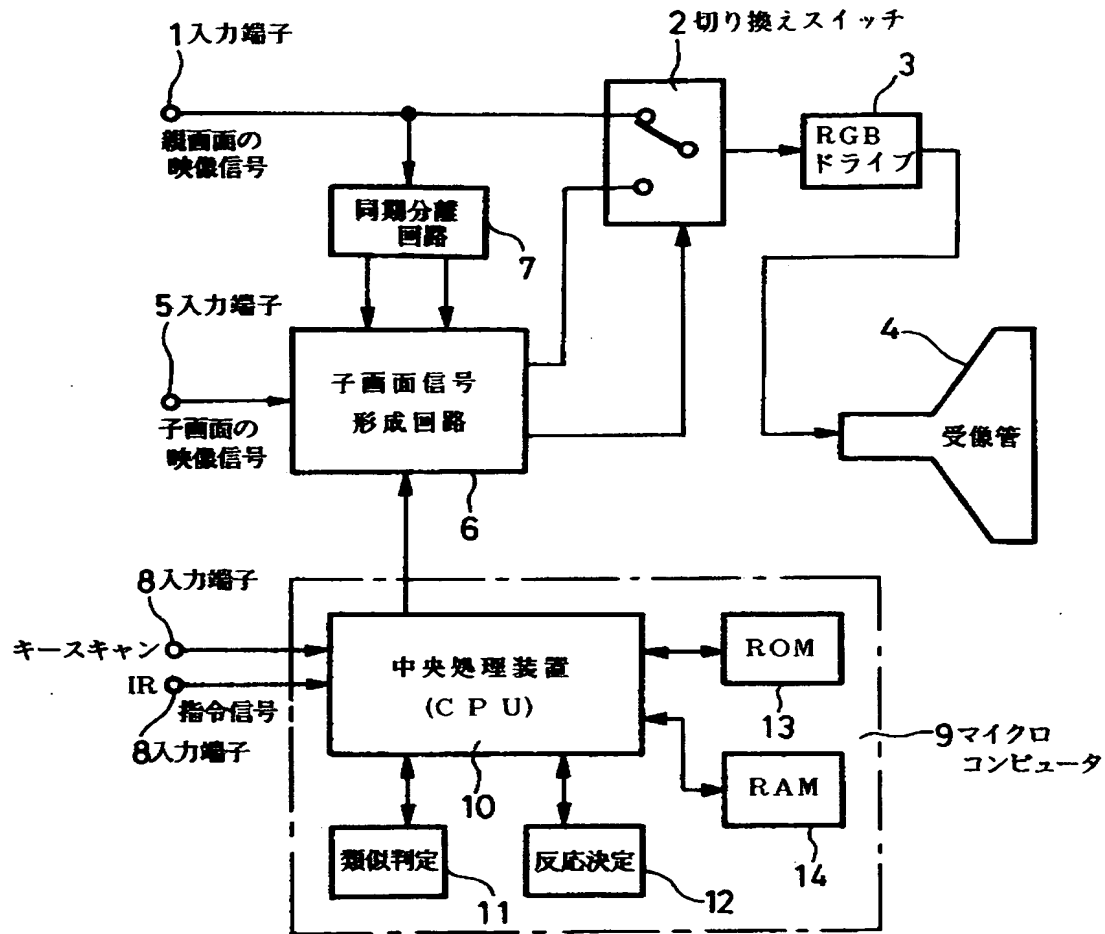 1入力端子
親画面の
映像信号
2切り換えスイッチ
3
RGB
ドライブ
同期分離
回路
7
5入力端子
子画面の
映像信号
子画面信号
形成回路
6
4
受像管
8入力端子
キースキャン
IR
指令信号
8入力端子
中央処理装置
(CPU)
10
ROM
13
RAM
14
9マイクロ
コンピュータ
類似判定
11
反応決定
12